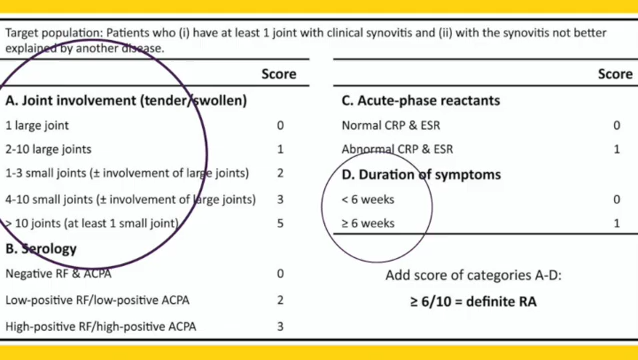 Target population: Patients who (i) have at least 1 joint with clinical synovitis and (ii) with the synovitis not better
explained by another disease.
Score
A. Joint involvement (tender/swollen)
1 large joint 0
2-10 large joints 1
1-3 small joints (± involvement of large joints) 2
4-10 small joints (± involvement of large joints) 3
> 10 joints (at least 1 small joint) 5
B. Serology
Negative RF & ACPA 0
Low-positive RF/low-positive ACPA 2
High-positive RF/high-positive ACPA 3
Score
C. Acute-phase reactants
Normal CRP & ESR 0
Abnormal CRP & ESR 1
D. Duration of symptoms
< 6 weeks 0
≥ 6 weeks 1
Add score of categories A-D:
≥ 6/10 = definite RA